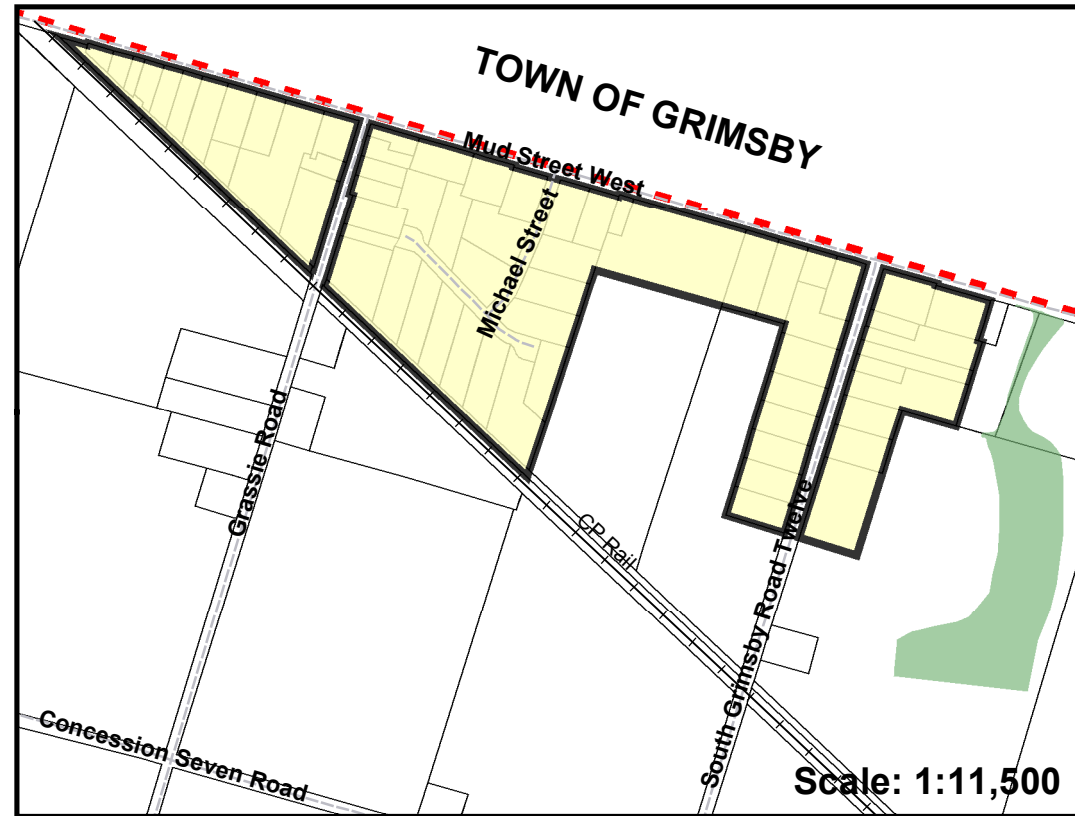 TOWN OF GRIMSBY
Mud Street West
Michael Street
Grassie Road
CP Rail
South Grimsby Road Twelve
Concession Seven Road
Scale: 1:11,500